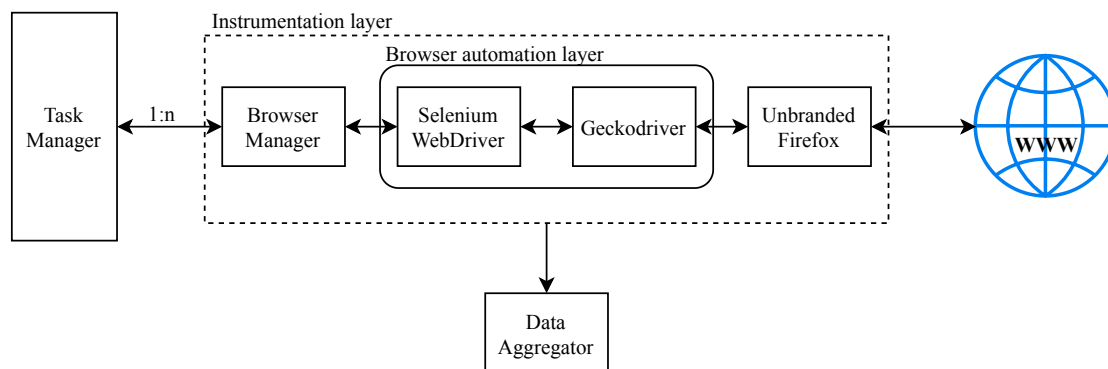 Instrumentation layer
Browser automation layer
Task
Manager
1:n
Browser
Manager
Selenium
WebDriver
Geckodriver
Unbranded
Firefox
WWW
Data
Aggregator